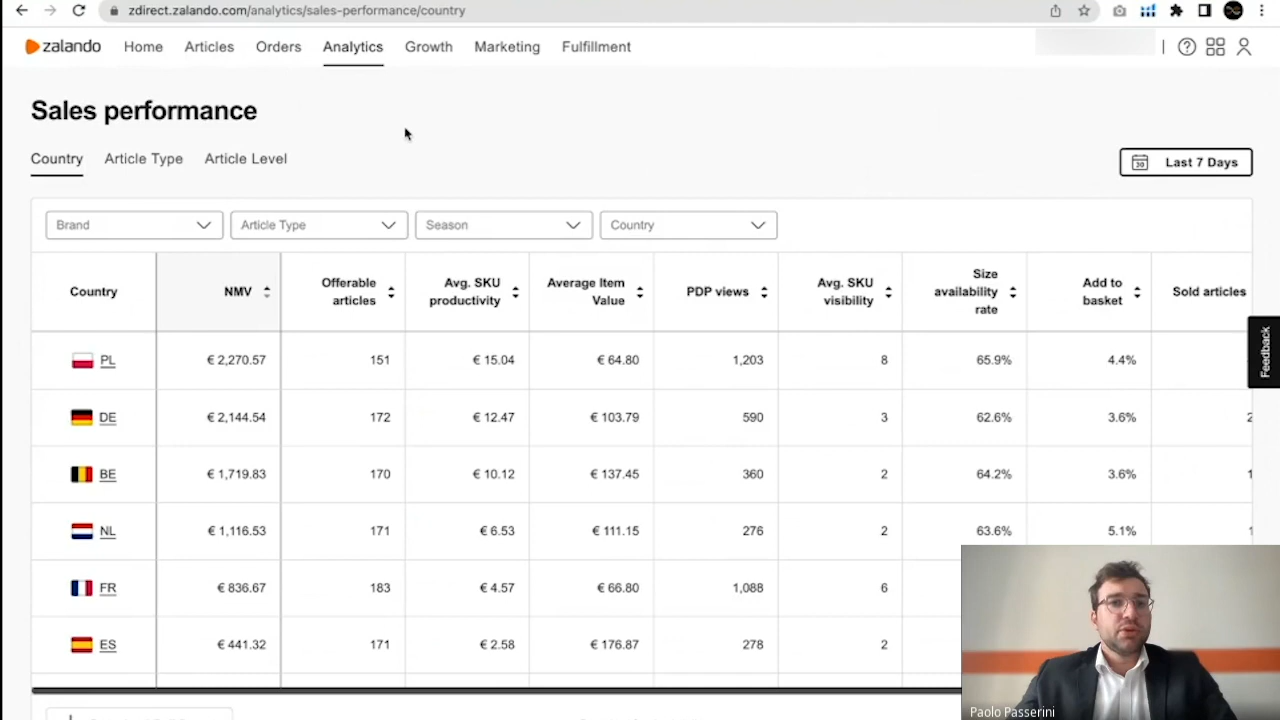 zdirect.zalando.com/analytics/sales-performance/country
zalando Home Articles Orders Analytics Growth Marketing Fulfillment
Sales performance
Country Article Type Article Level
30 Last 7 Days
Brand Article Type Season Country
Country NMV Offerable articles Avg. SKU productivity Average Item Value PDP views Avg. SKU visibility Size availability rate Add to basket Sold articles
PL € 2,270.57 151 € 15.04 € 64.80 1,203 8 65.9% 4.4%
DE € 2,144.54 172 € 12.47 € 103.79 590 3 62.6% 3.6% 2
BE € 1,719.83 170 € 10.12 € 137.45 360 2 64.2% 3.6% 1
NL € 1,116.53 171 € 6.53 € 111.15 276 2 63.6% 5.1% 1
FR € 836.67 183 € 4.57 € 66.80 1,088 6
ES € 441.32 171 € 2.58 € 176.87 278 2
Feedback
Paolo Passerini